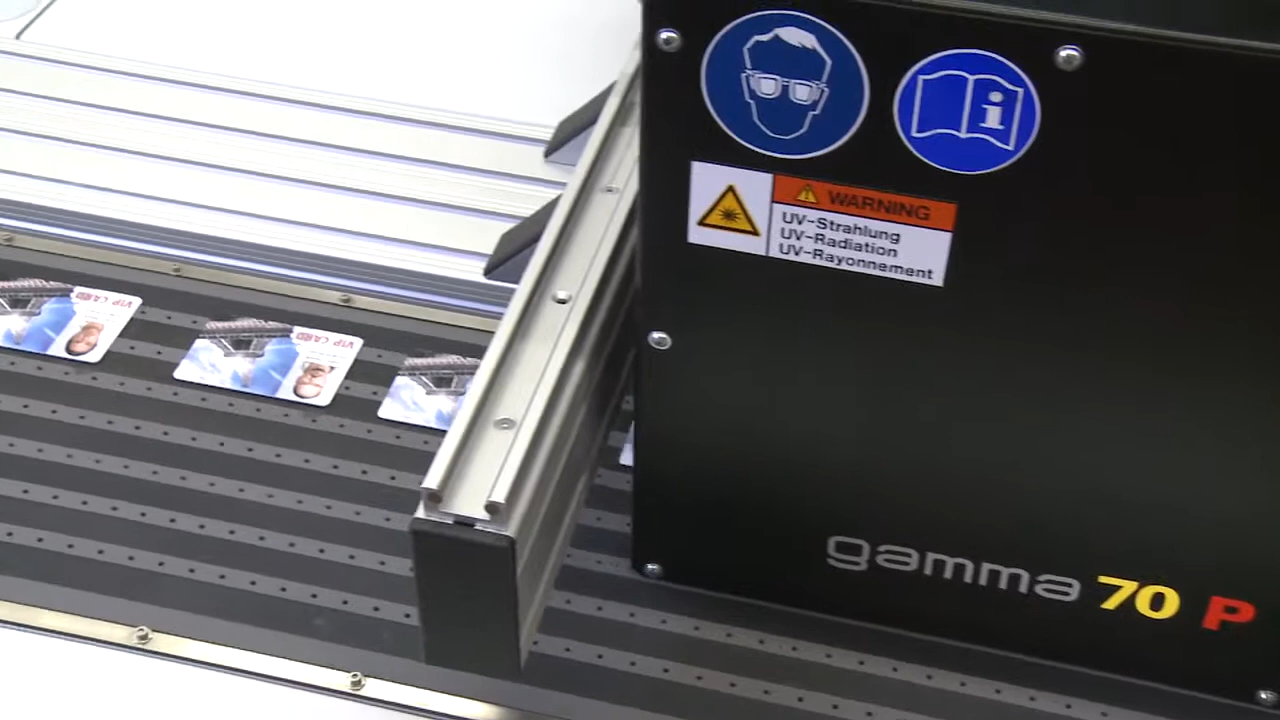 WARNING
UV-Strahlung
UV-Radiation
UV-Rayonnement
VIP CARD
VIP CARD
gamma 70 P